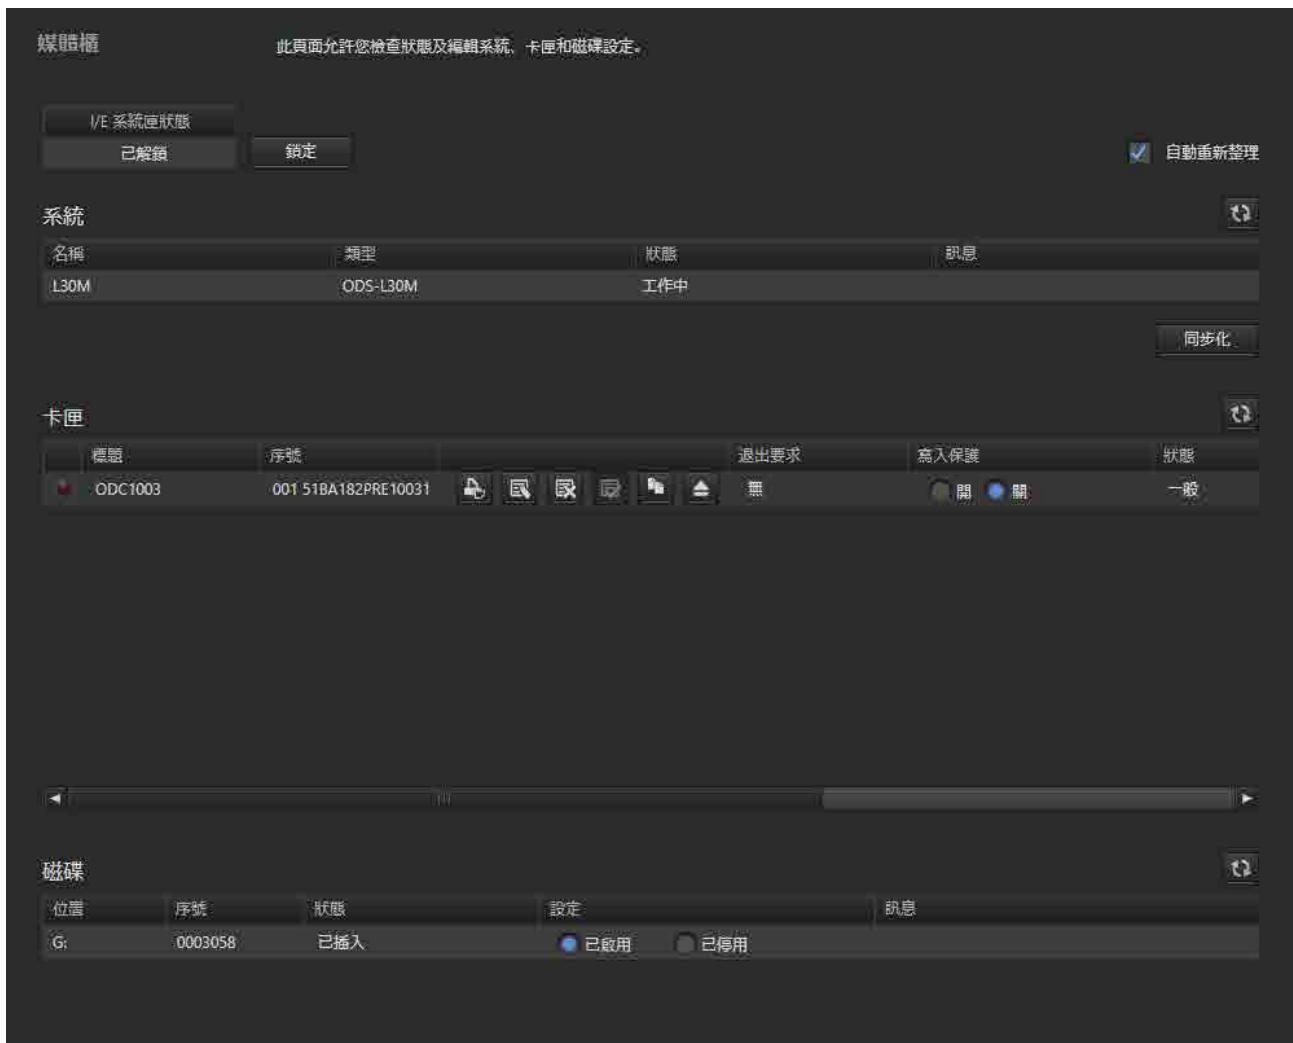 媒體櫃 此頁面允許您檢查狀態及編輯系統、卡匣和磁碟設定。
I/E 系統匣狀態
已解鎖 鎖定 自動重新整理
系統
名稱 類型 狀態 訊息
L30M ODS-L30M 工作中
同步化
卡匣
標題 序號 退出要求 寫入保護 狀態
ODC1003 001 51BA182PRE10031 無 開 關 一般
磁碟
位置 序號 狀態 設定 訊息
G: 0003058 已插入 已啟用 已停用